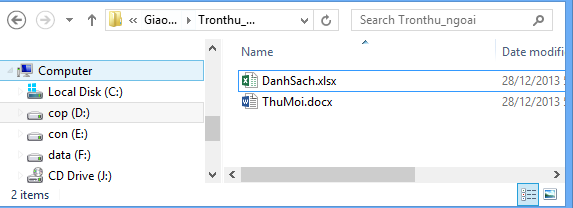 « Giao... Tronthu_... Search Tronthu_ngoai
Name Date modifi
Computer
Local Disk (C:)
cop (D:)
con (E:)
data (F:)
CD Drive (J:)
DanhSach.xlsx 28/12/2013
ThuMoi.docx 28/12/2013
2 items